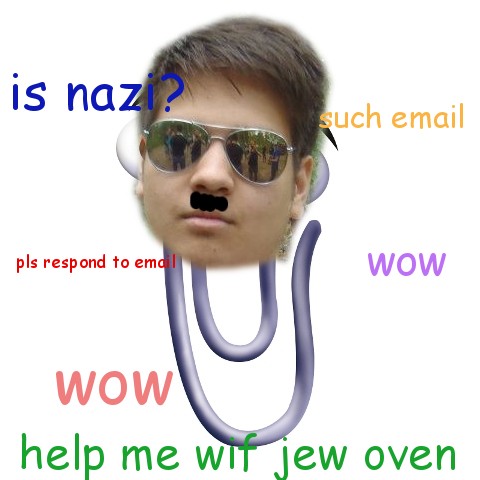 is nazi?
such email
pls respond to email
wow
wow
help me wif jew oven